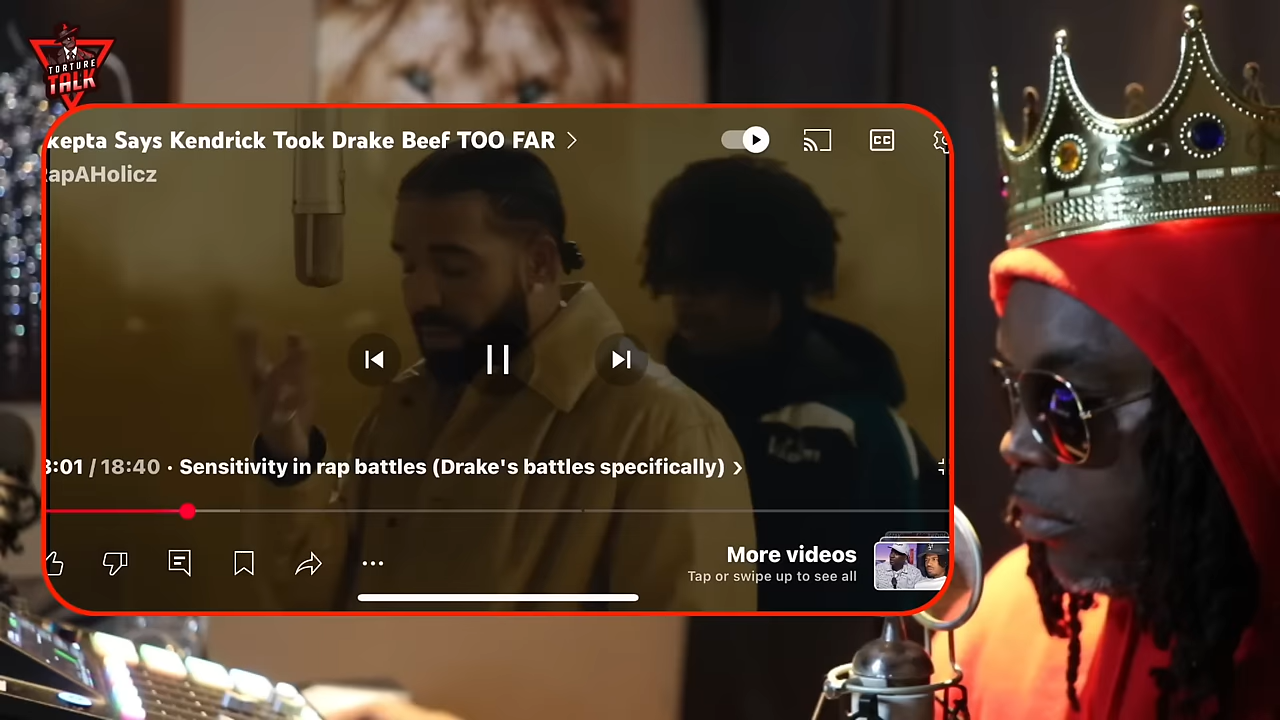 TORTURE
TALK
kepta Says Kendrick Took Drake Beef TOO FAR
CC
apAHolicz
3:01 / 18:40 · Sensitivity in rap battles (Drake's battles specifically)
More videos
Tap or swipe up to see all